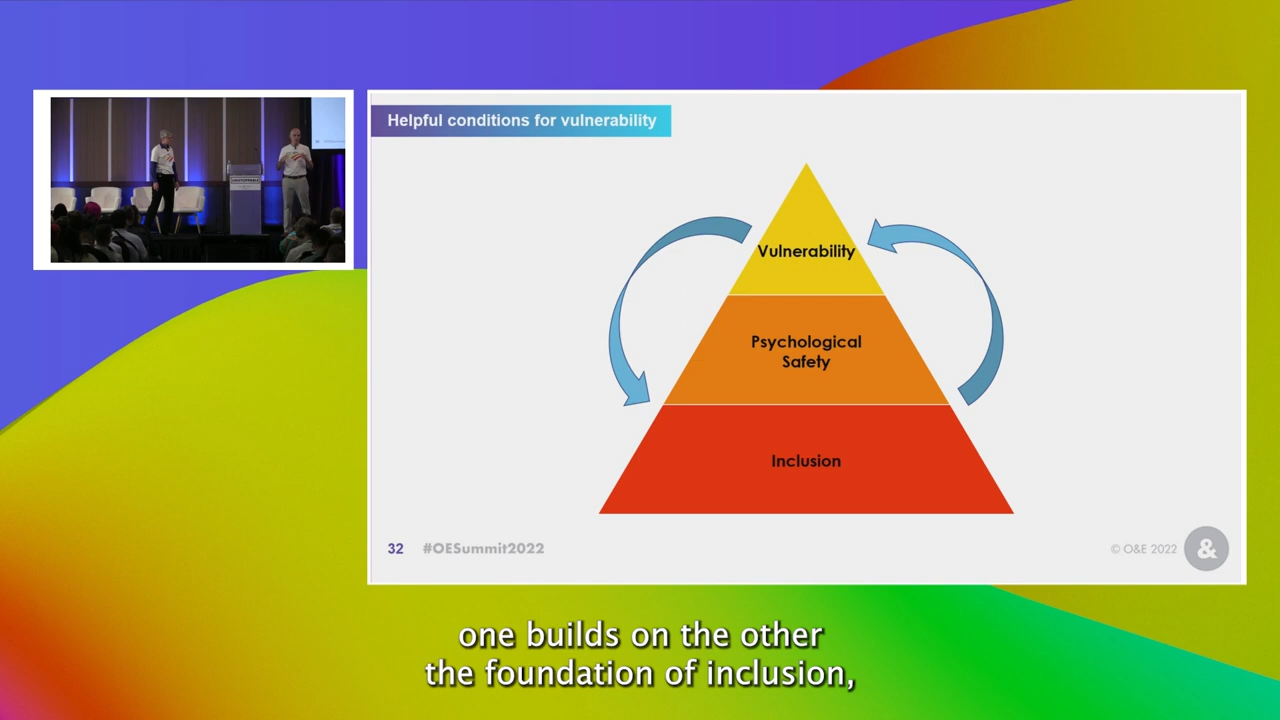 Helpful conditions for vulnerability
Vulnerability
Psychological
Safety
Inclusion
32 #OESummit2022
© O&E 2022 &
one builds on the other
the foundation of inclusion,